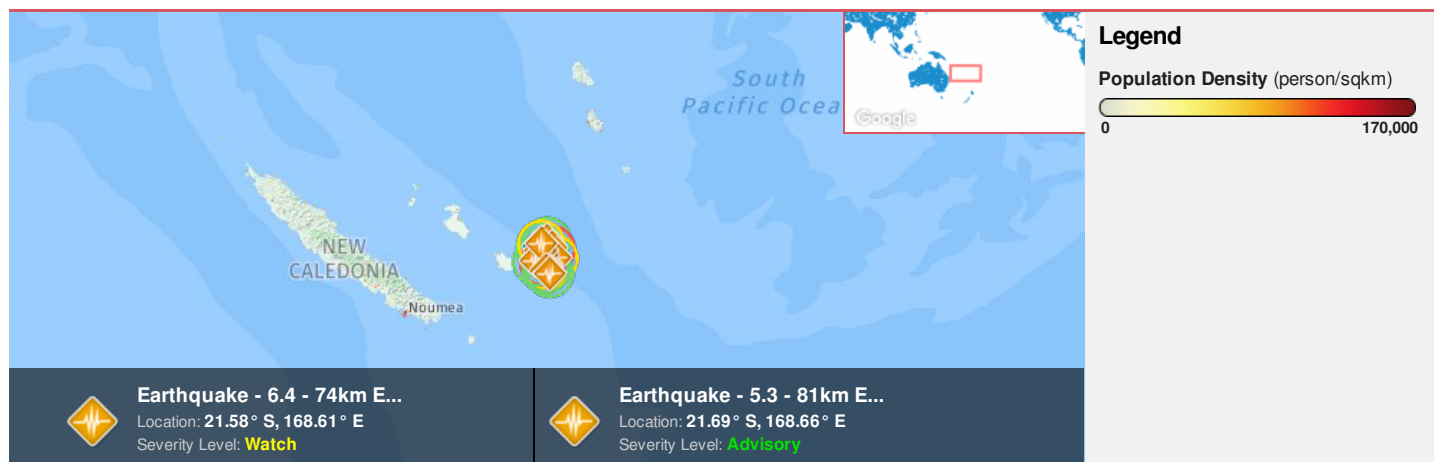 South
Pacific Ocea
Google
NEW
CALEDONIA
Noumea
Legend
Population Density (person/sqkm)
0 170,000
Earthquake - 6.4 - 74km E...
Location: 21.58° S, 168.61° E
Severity Level: Watch
Earthquake - 5.3 - 81km E...
Location: 21.69° S, 168.66° E
Severity Level: Advisory